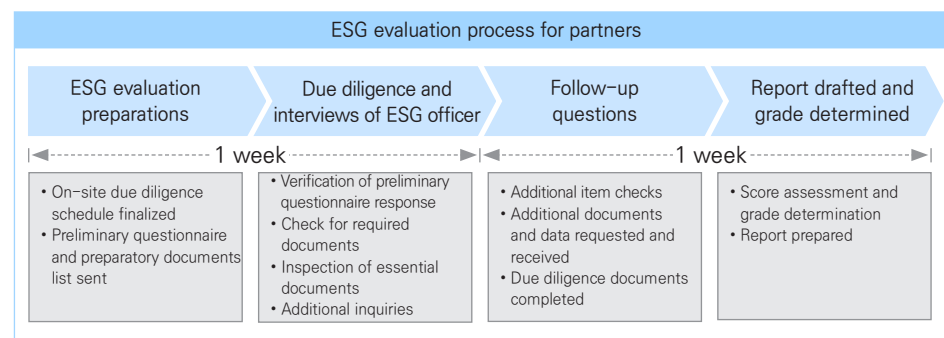 ESG evaluation process for partners
ESG evaluation
preparations
Due diligence and
interviews of ESG officer
Follow-up
questions
Report drafted and
grade determined
1 week
1 week
• On-site due diligence
schedule finalized
• Preliminary questionnaire
and preparatory documents
list sent
• Verification of preliminary
questionnaire response
• Check for required
documents
• Inspection of essential
documents
• Additional inquiries
• Additional item checks
• Additional documents
and data requested and
received
• Due diligence documents
completed
• Score assessment and
grade determination
• Report prepared